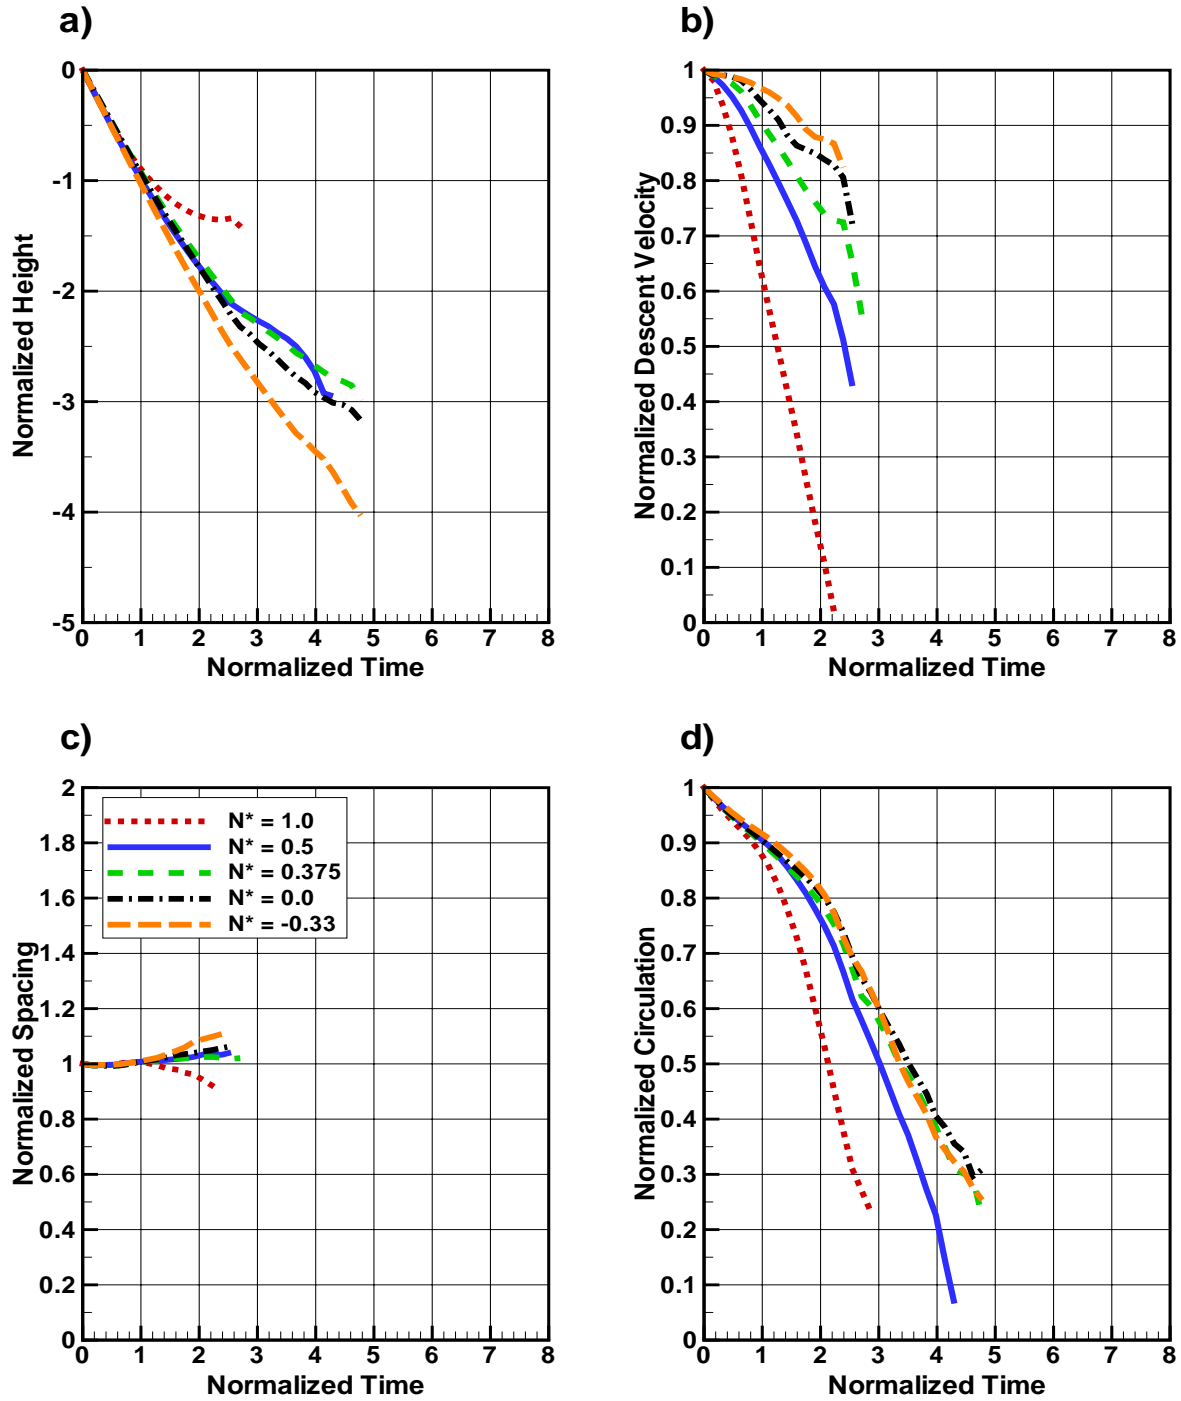 a)
0
-1
-2
-3
-4
-5
Normalized Height
0 1 2 3 4 5 6 7 8
Normalized Time
b)
1
0.9
0.8
0.7
0.6
0.5
0.4
0.3
0.2
0.1
0
Normalized Descent Velocity
0 1 2 3 4 5 6 7 8
Normalized Time
c)
2
1.8
1.6
1.4
1.2
1
0.8
0.6
0.4
0.2
0
Normalized Spacing
N* = 1.0
N* = 0.5
N* = 0.375
N* = 0.0
N* = -0.33
0 1 2 3 4 5 6 7 8
Normalized Time
d)
1
0.9
0.8
0.7
0.6
0.5
0.4
0.3
0.2
0.1
0
Normalized Circulation
0 1 2 3 4 5 6 7 8
Normalized Time